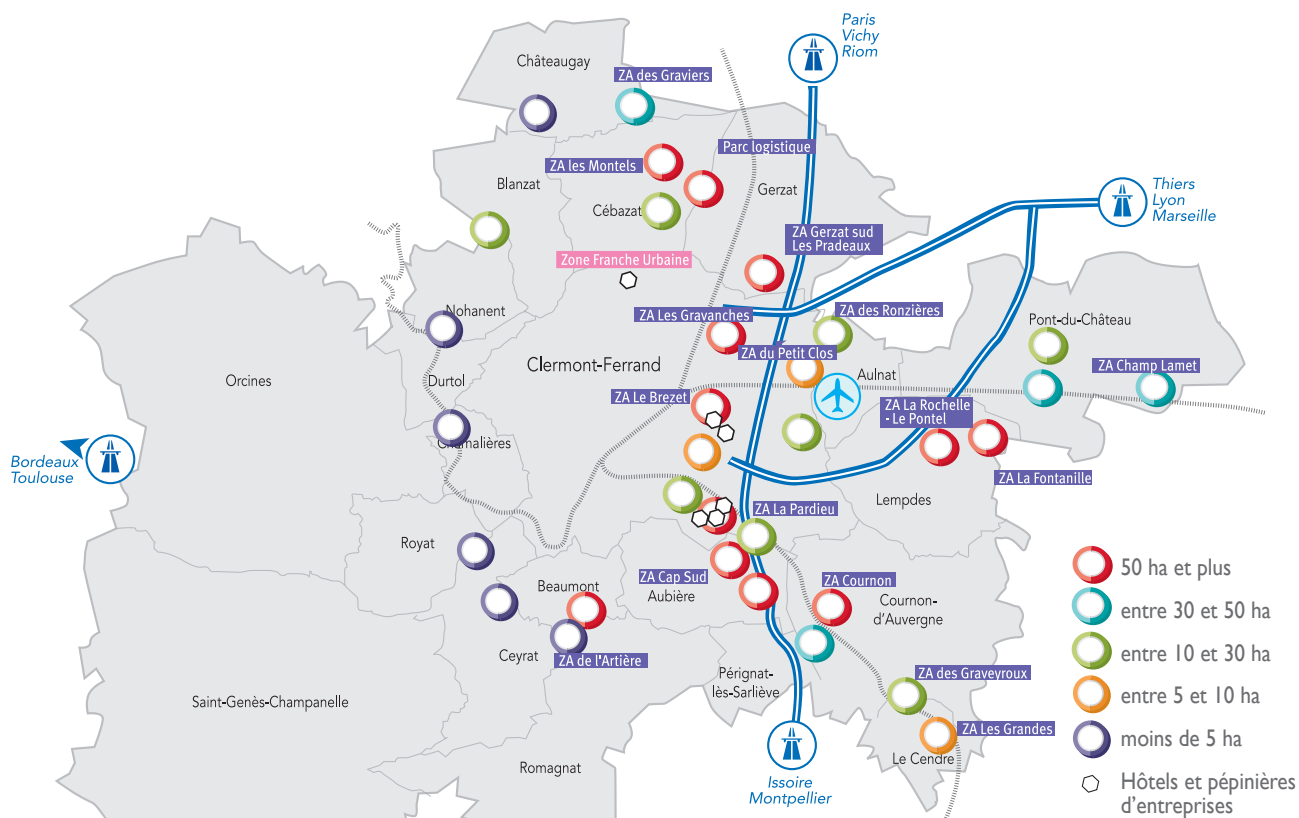 Paris
Vichy
Riom
Châteaugay
ZA des Graviers
Parc logistique
ZA les Montels
Blanzat
Gerzat
Cébazat
Thiers
Lyon
Marseille
ZA Gerzat sud
Les Pradeaux
Zone Franche Urbaine
Nohanent
ZA Les Gravanches
ZA des Ronzières
Pont-du-Château
ZA du Petit Clos
Clermont-Ferrand
Orcines
Durtol
Aulnat
ZA Champ Lamet
ZA Le Brezet
ZA La Rochelle
- Le Pontel
Chamalières
Bordeaux
Toulouse
ZA La Fontanille
Lempdes
ZA La Pardieu
Royat
ZA Cap Sud
Aubière
Beaumont
ZA Cournon
Cournon-
d'Auvergne
Ceyrat
ZA de l'Artière
Pérignat-
lès-Sarliève
ZA des Graveyroux
Saint-Genès-Champanelle
ZA Les Grandes
Le Cendre
Romagnat
Issoire
Montpellier
50 ha et plus
entre 30 et 50 ha
entre 10 et 30 ha
entre 5 et 10 ha
moins de 5 ha
Hôtels et pépinières
d'entreprises